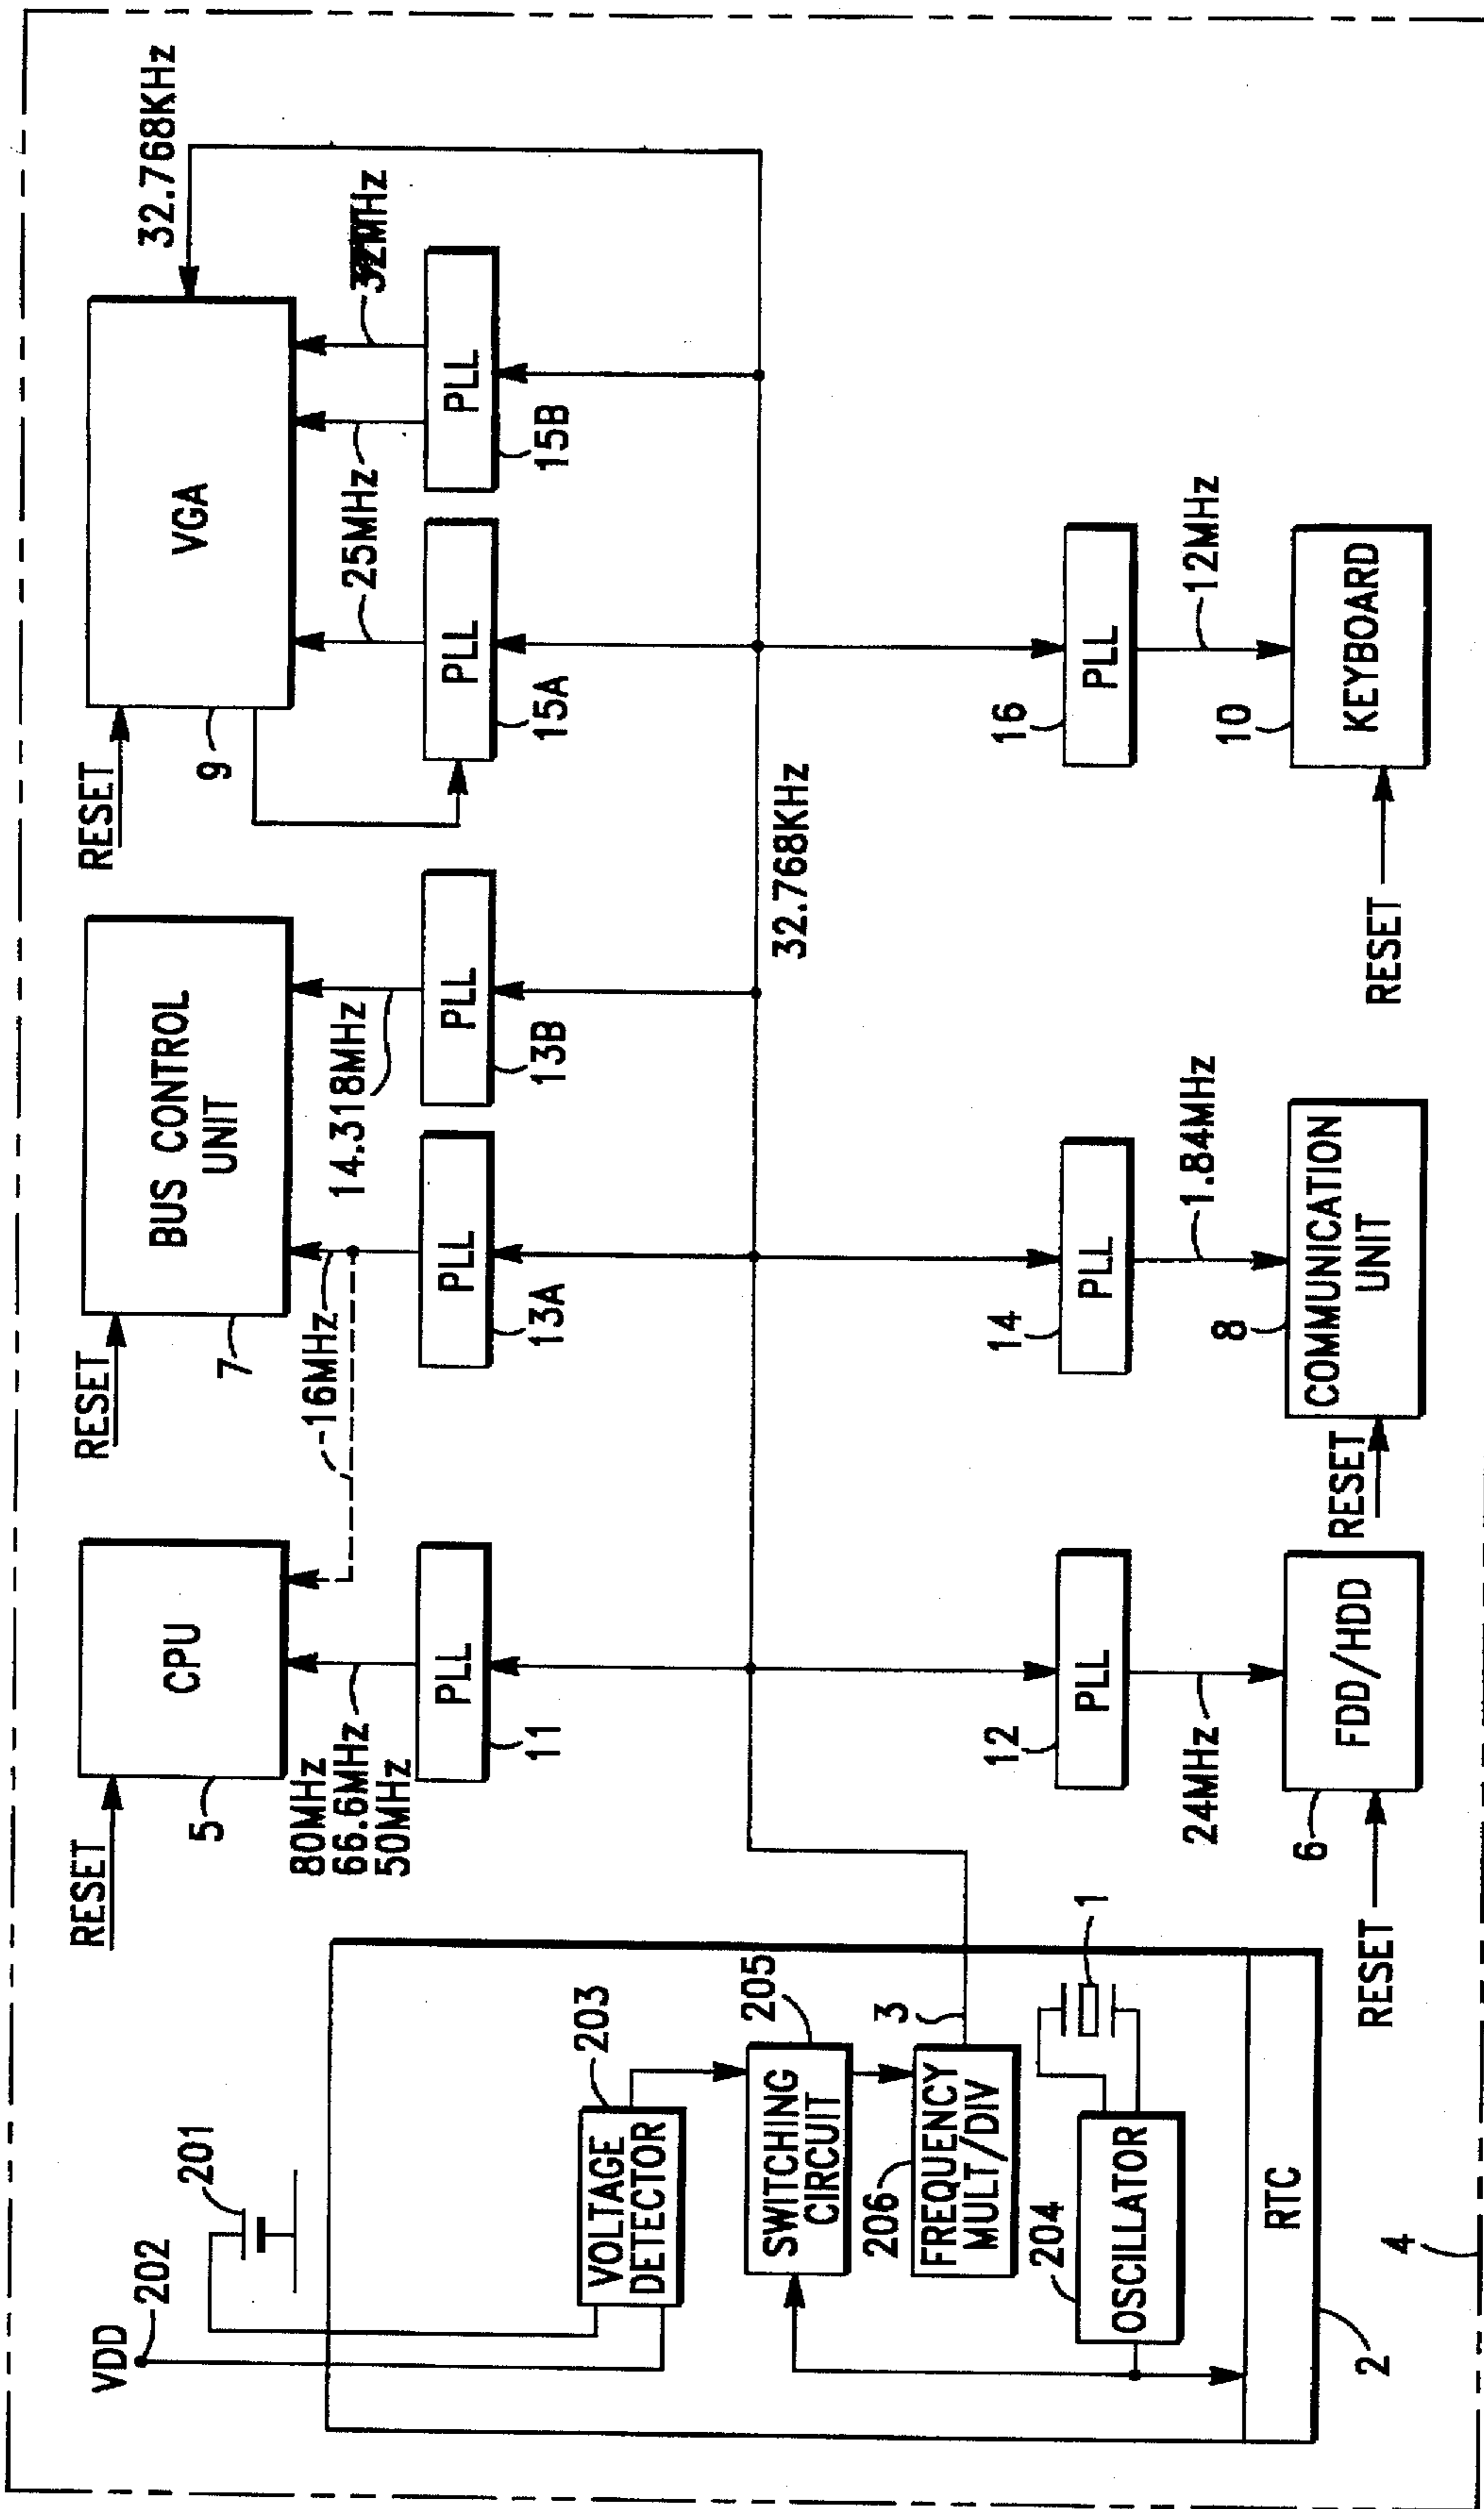 VDD
202
201
VOLTAGE
DETECTOR
203
SWITCHING
CIRCUIT
205
206
FREQUENCY
MULT/DIV
3
204
OSCILLATOR
1
RTC
2
4
RESET
CPU
5
80MHz
66.6MHz
50MHz
PLL
11
16MHz
RESET
BUS CONTROL
UNIT
7
14.318MHz
PLL
13A
PLL
13B
RESET
VGA
9
25MHz
32MHz
32.768KHz
PLL
15A
PLL
15B
32.768KHz
12
PLL
24MHz
6
FDD/HDD
RESET
14
PLL
1.84MHz
8
COMMUNICATION
UNIT
RESET
16
PLL
12MHz
10
KEYBOARD
RESET